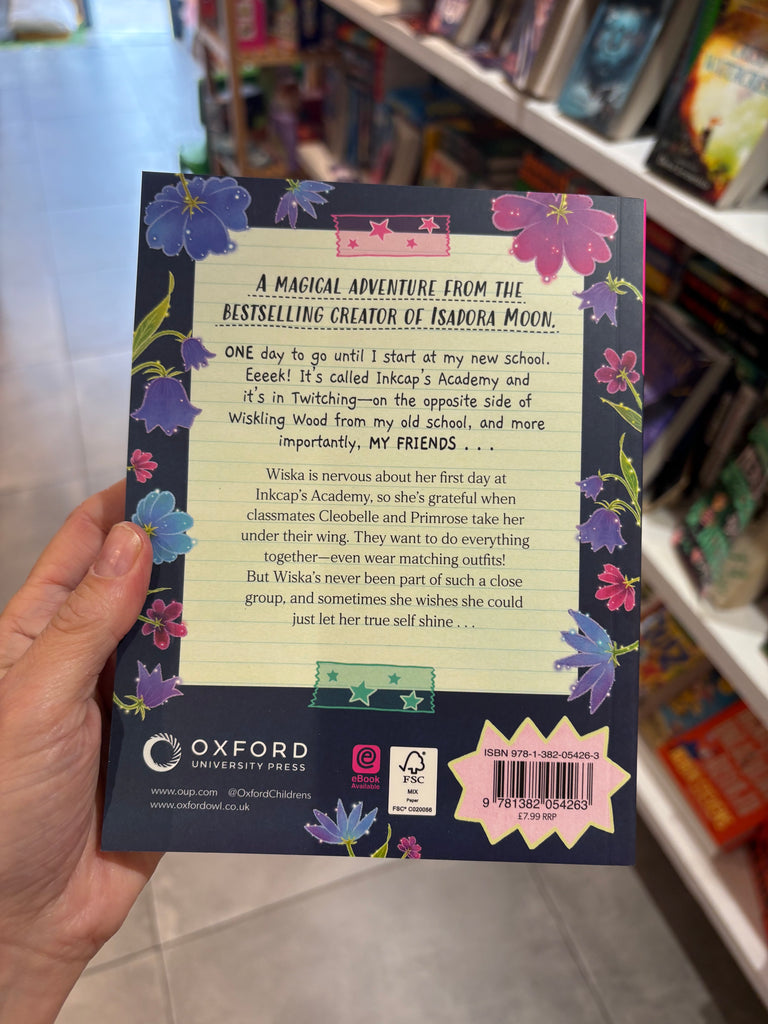 A MAGICAL ADVENTURE FROM THE
BESTSELLING CREATOR OF ISADORA MOON.
ONE day to go until I start at my new school.
Eeeek! It's called Inkcap's Academy and
it's in Twitching—on the opposite side of
Wiskling Wood from my old school, and more
importantly, MY FRIENDS . . .
Wiska is nervous about her first day at
Inkcap's Academy, so she's grateful when
classmates Cleobelle and Primrose take her
under their wing. They want to do everything
together—even wear matching outfits!
But Wiska's never been part of such a close
group, and sometimes she wishes she could
just let her true self shine . . .
OXFORD
UNIVERSITY PRESS
www.oup.com @OxfordChildrens
www.oxfordowl.co.uk
e
eBook
Available
FSC
MIX
Paper
FSC® C020056
ISBN 978-1-382-05426-3
9 781382 054263
£7.99 RRP